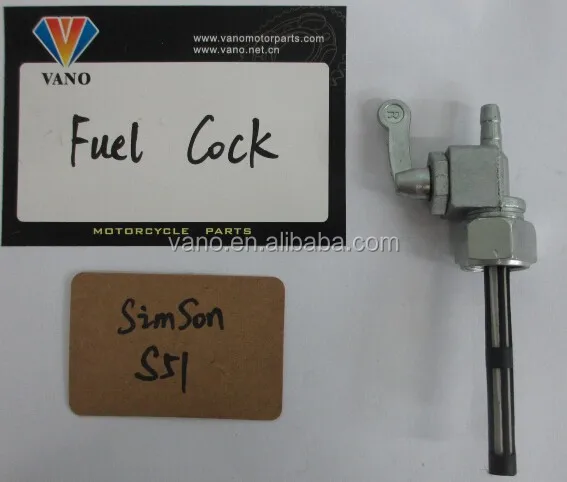 www.vanomotorparts.com
www.vano.net.cn
VANO
Fuel Cock
MOTORCYCLE PARTS
vano.en.alibaba.com
SimSon
S51
R